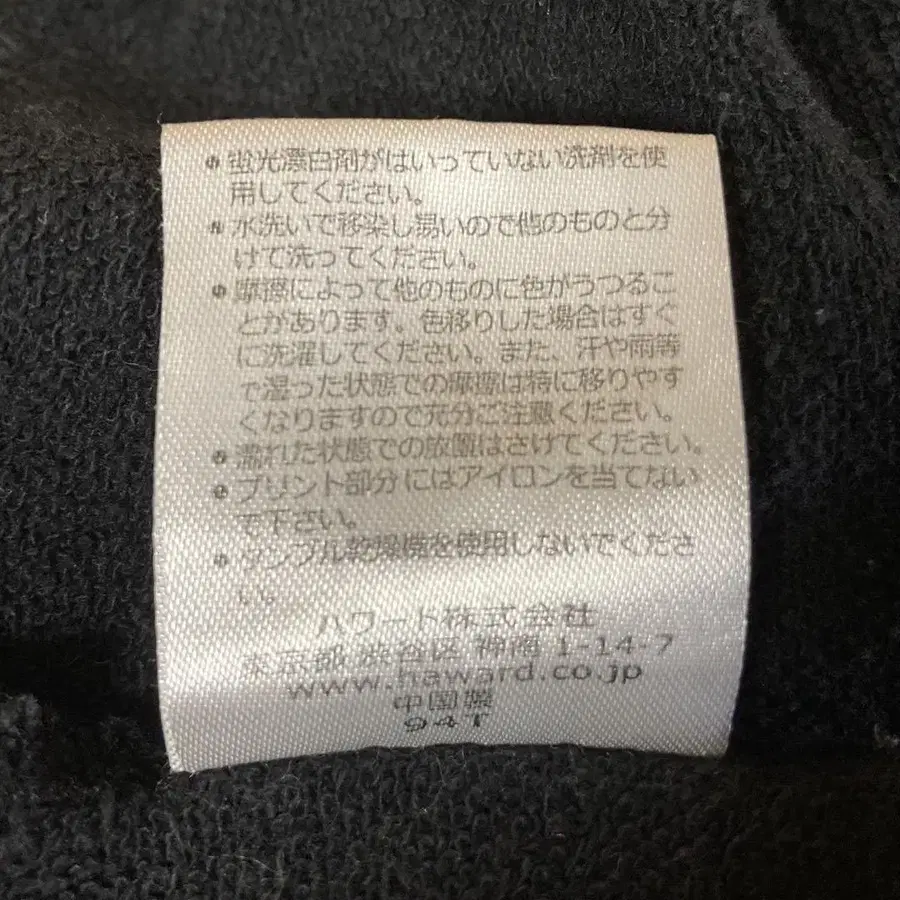 ● 蛍光漂白剤がはいっていない洗剤を使
用してください。
● 水洗いで移染し易いので他のものと分
けて洗ってください。
● 摩擦によって他のものに色がうつるこ
とがあります。色移りした場合はすぐ
に洗濯してください。また、汗や雨等
で湿った状態での摩擦は特に移りやす
くなりますので充分ご注意ください。
● 濡れた状態での放置はさけてください。
● プリント部分にはアイロンを当てない
で下さい。
● タンブル乾燥機を使用しないでくださ
い。
ハワード株式会社
東京都 渋谷区 神南 1-14-7
www.haward.co.jp
中国製
94T